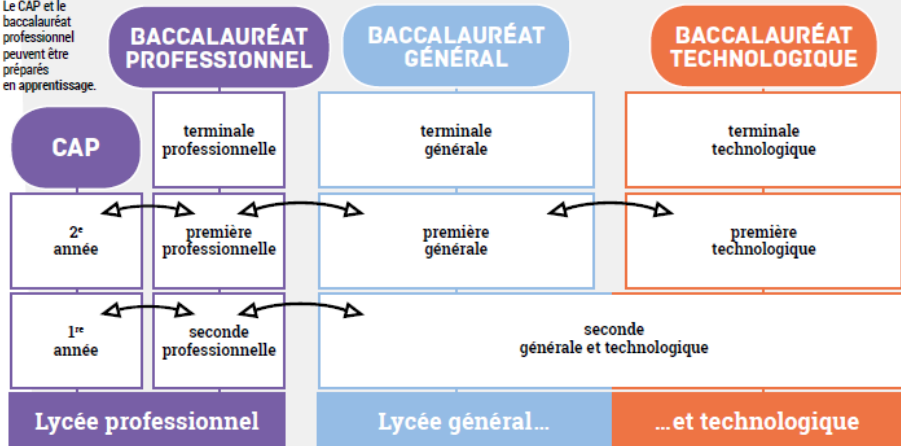 Le CAP et le
baccalauréat
professionnel
peuvent être
préparés
en apprentissage.
BACCALAURÉAT
PROFESSIONNEL
BACCALAURÉAT
GÉNÉRAL
BACCALAURÉAT
TECHNOLOGIQUE
CAP
terminale
professionnelle
terminale
générale
terminale
technologique
2e
année
première
professionnelle
première
générale
première
technologique
1re
année
seconde
professionnelle
seconde
générale et technologique
Lycée professionnel
Lycée général...
...et technologique